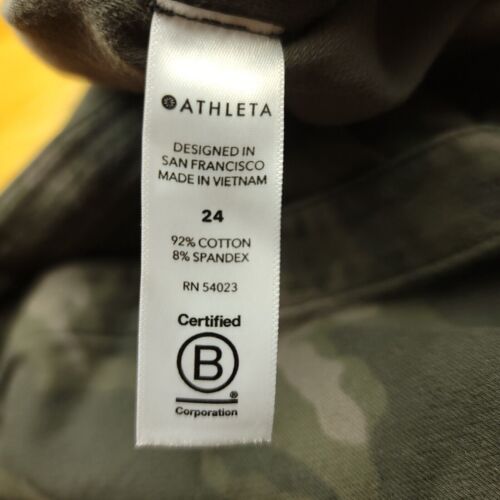 ATHLETA
DESIGNED IN
SAN FRANCISCO
MADE IN VIETNAM
24
92% COTTON
8% SPANDEX
RN 54023
Certified
B
®
Corporation